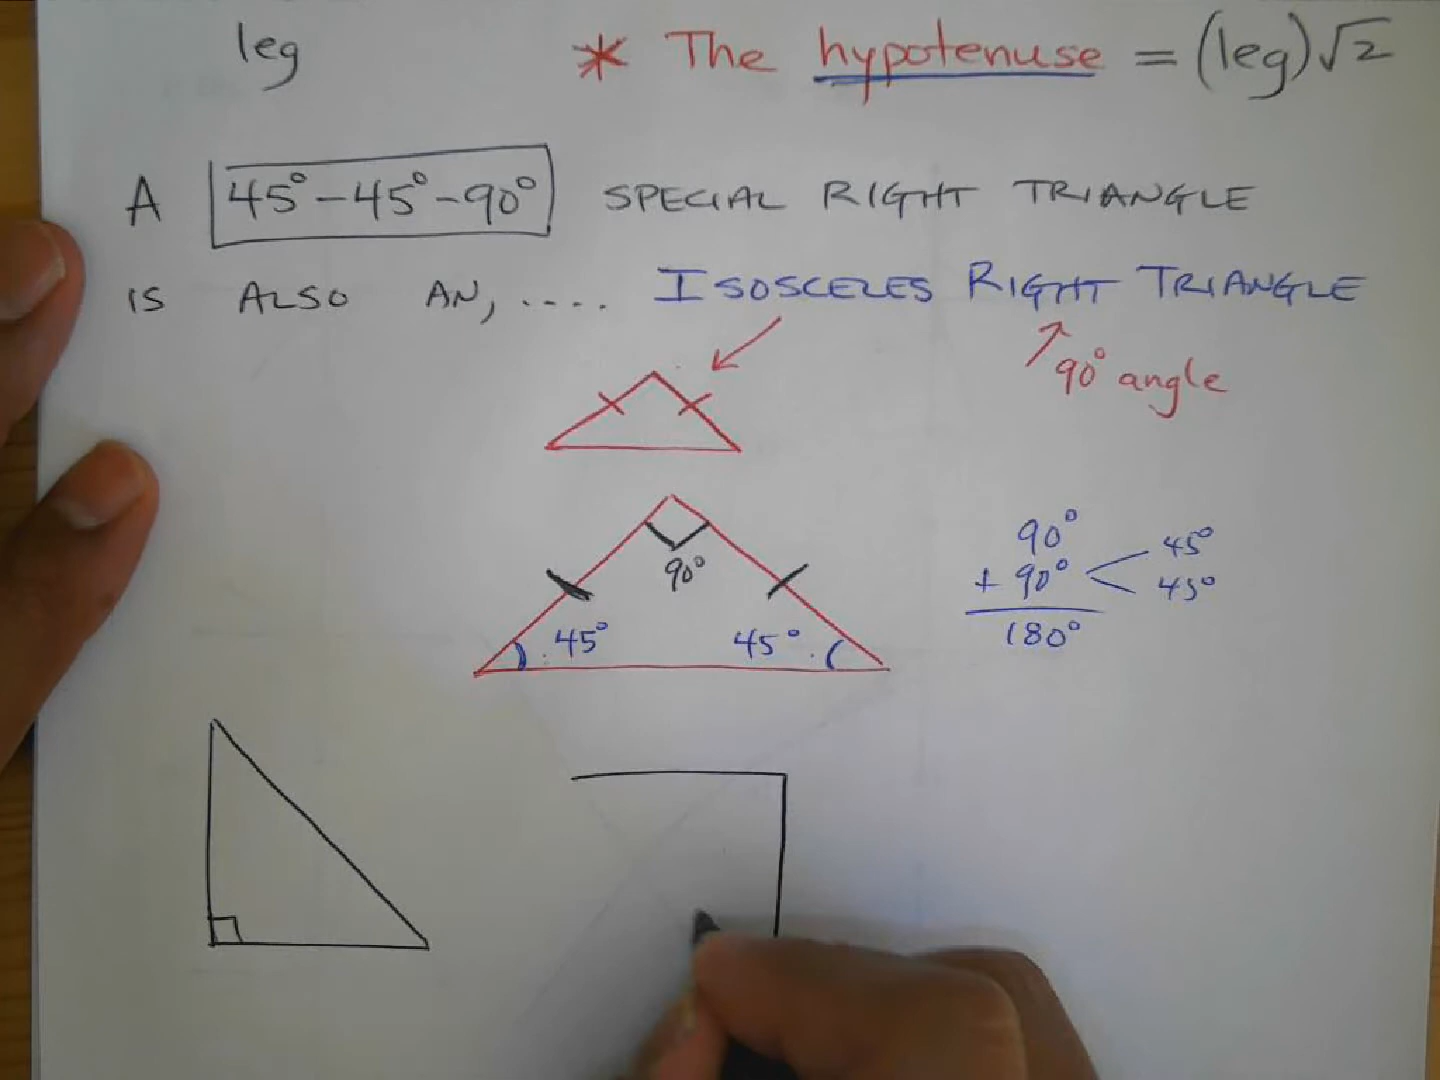 leg
* The hypotenuse = (leg)√2
A 45°-45°-90° SPECIAL RIGHT TRIANGLE
IS ALSO AN, .... ISOSCELES RIGHT TRIANGLE
90° angle
90°
45° 45°
90° 45°
+ 90° 45°
180°